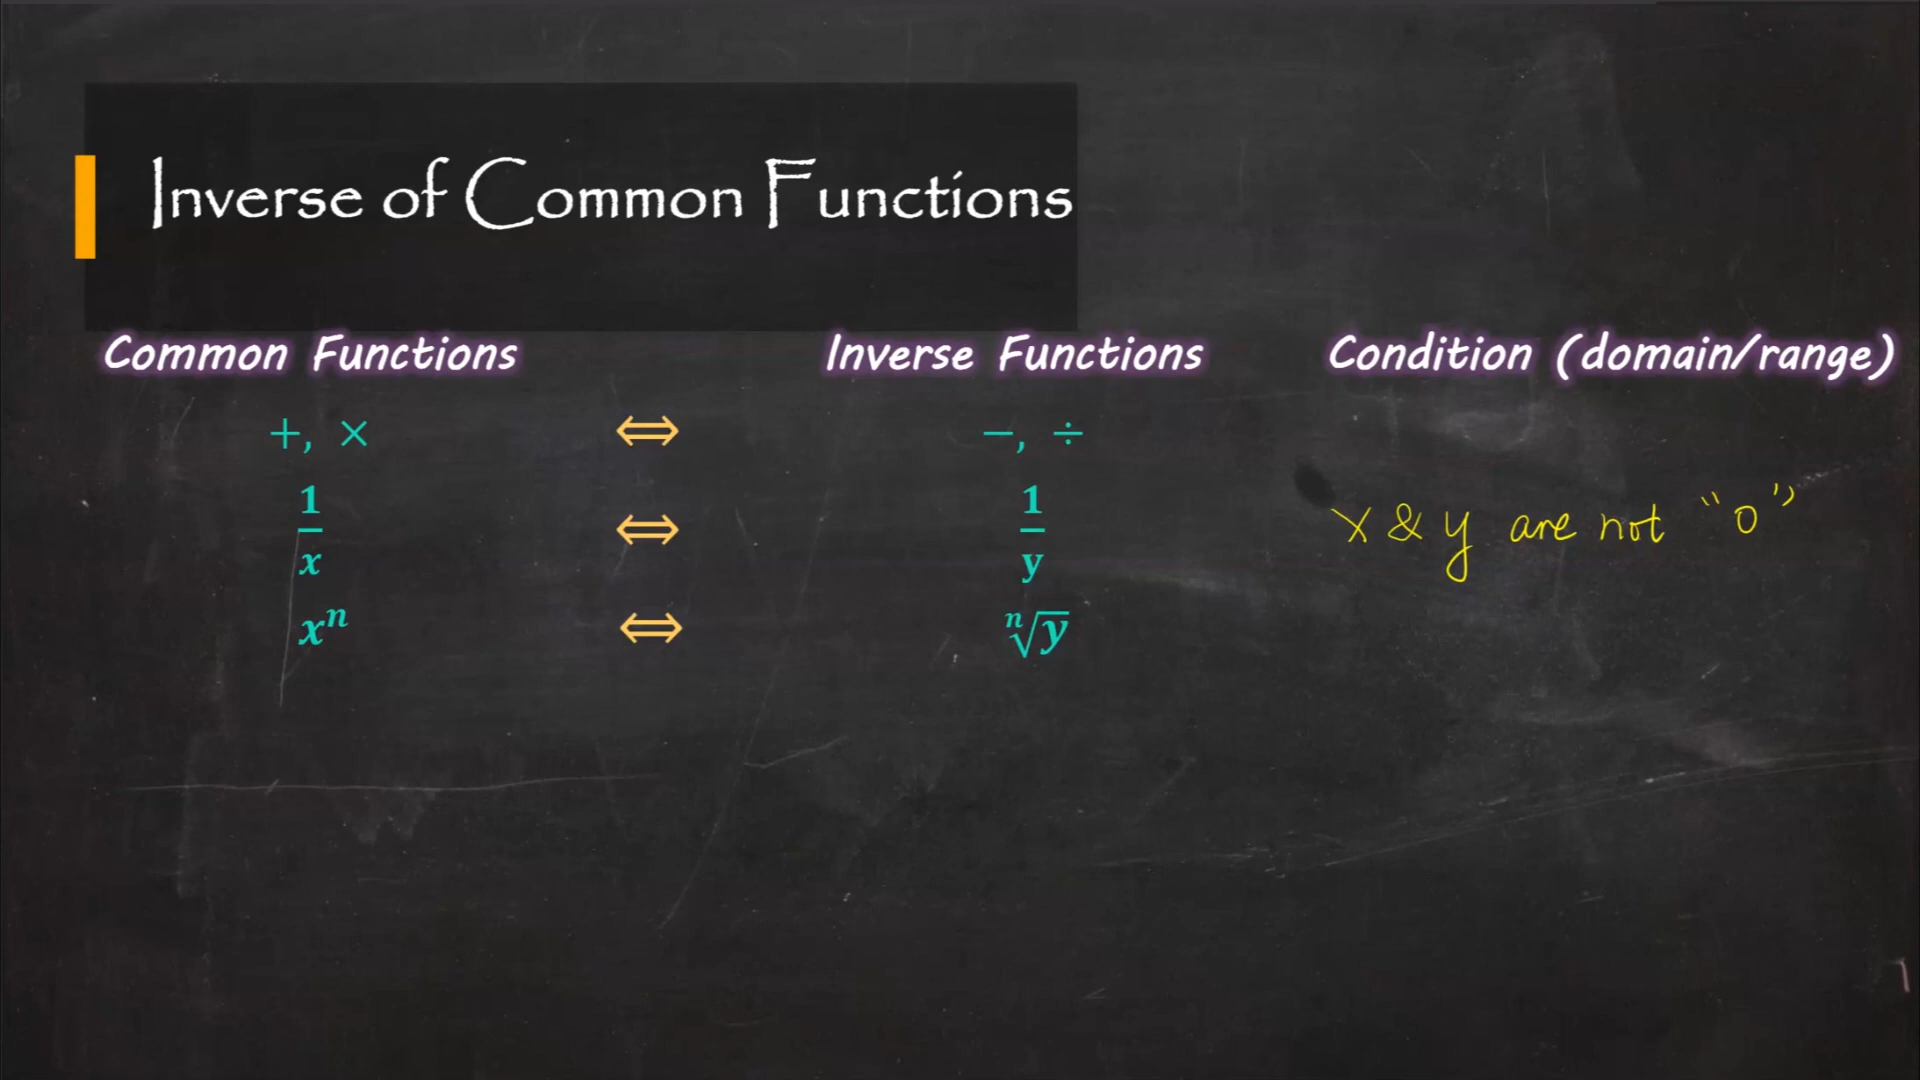 Inverse of Common Functions
Common Functions Inverse Functions Condition (domain/range)
+, × ⇔ −, ÷
1/x ⇔ 1/y x & y are not "0"
xⁿ ⇔ ⁿ√y